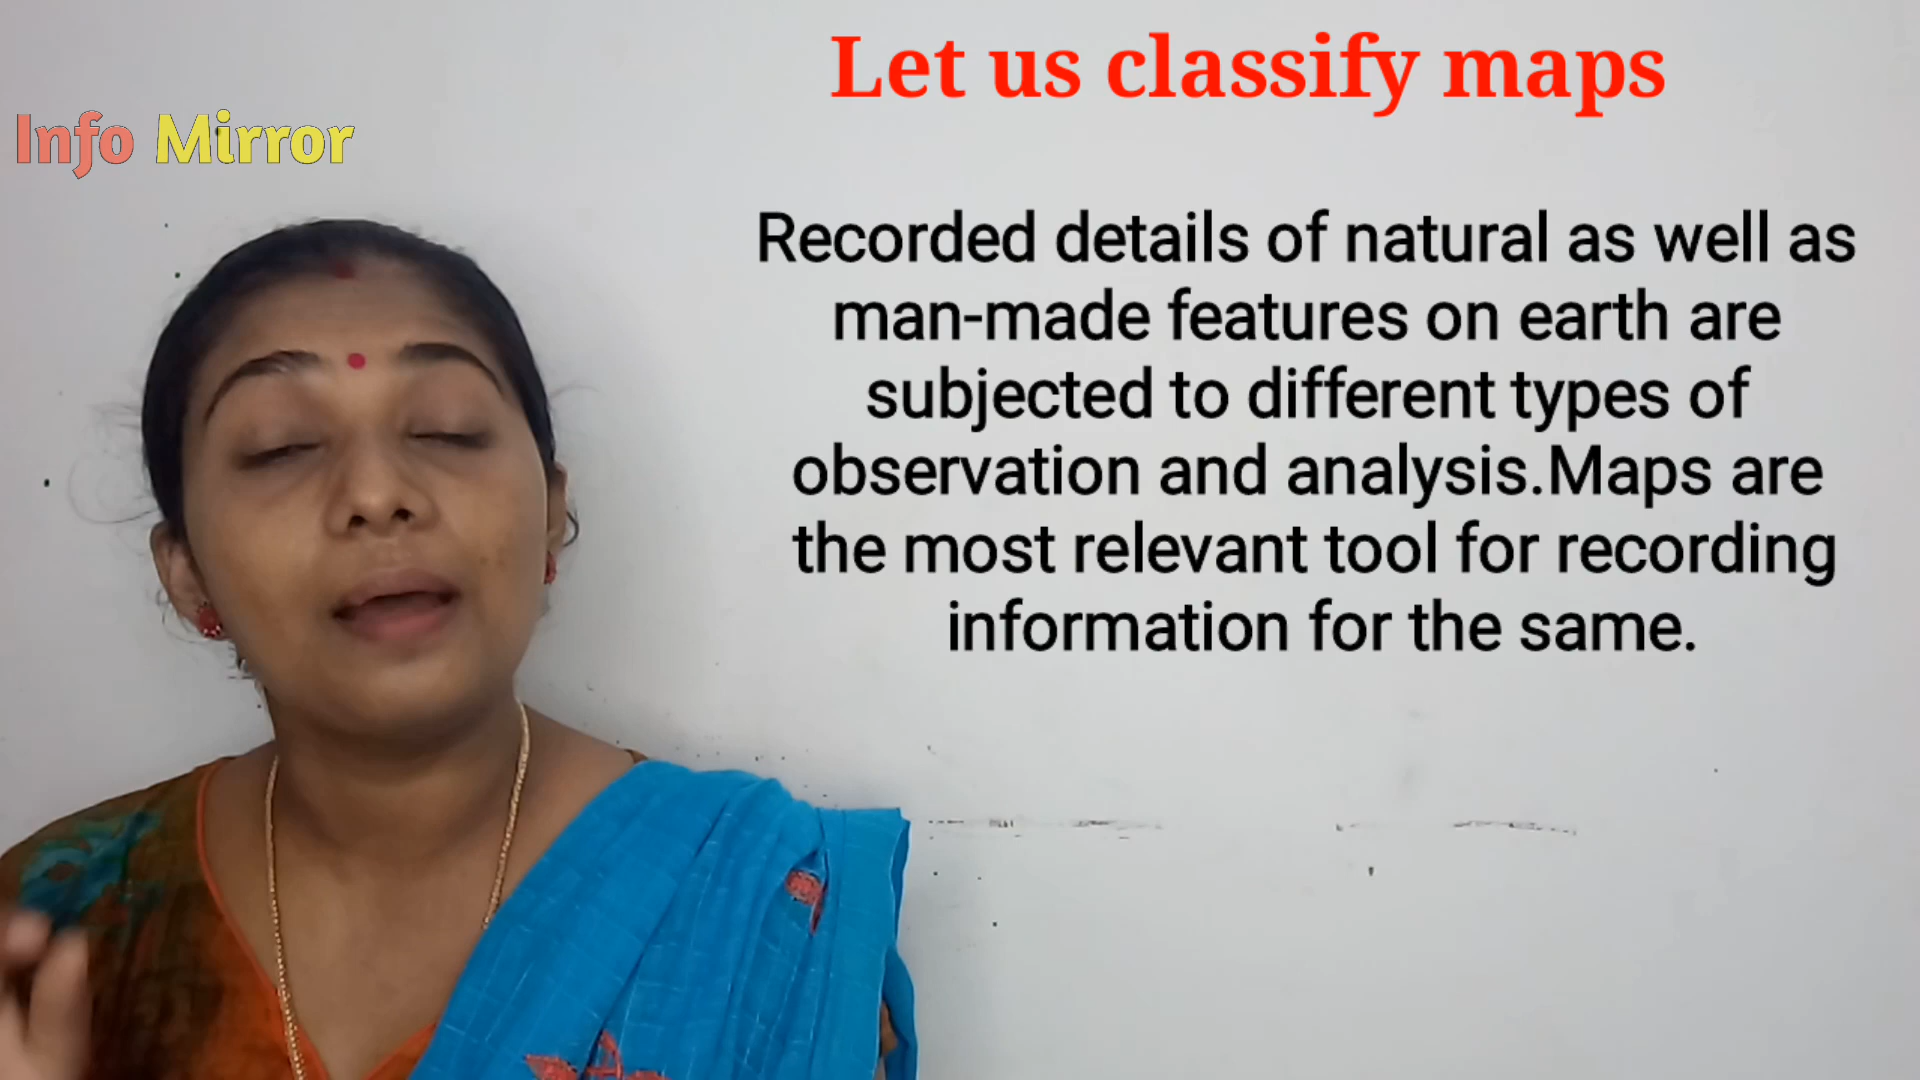 Let us classify maps
Info Mirror
Recorded details of natural as well as
man-made features on earth are
subjected to different types of
observation and analysis.Maps are
the most relevant tool for recording
information for the same.